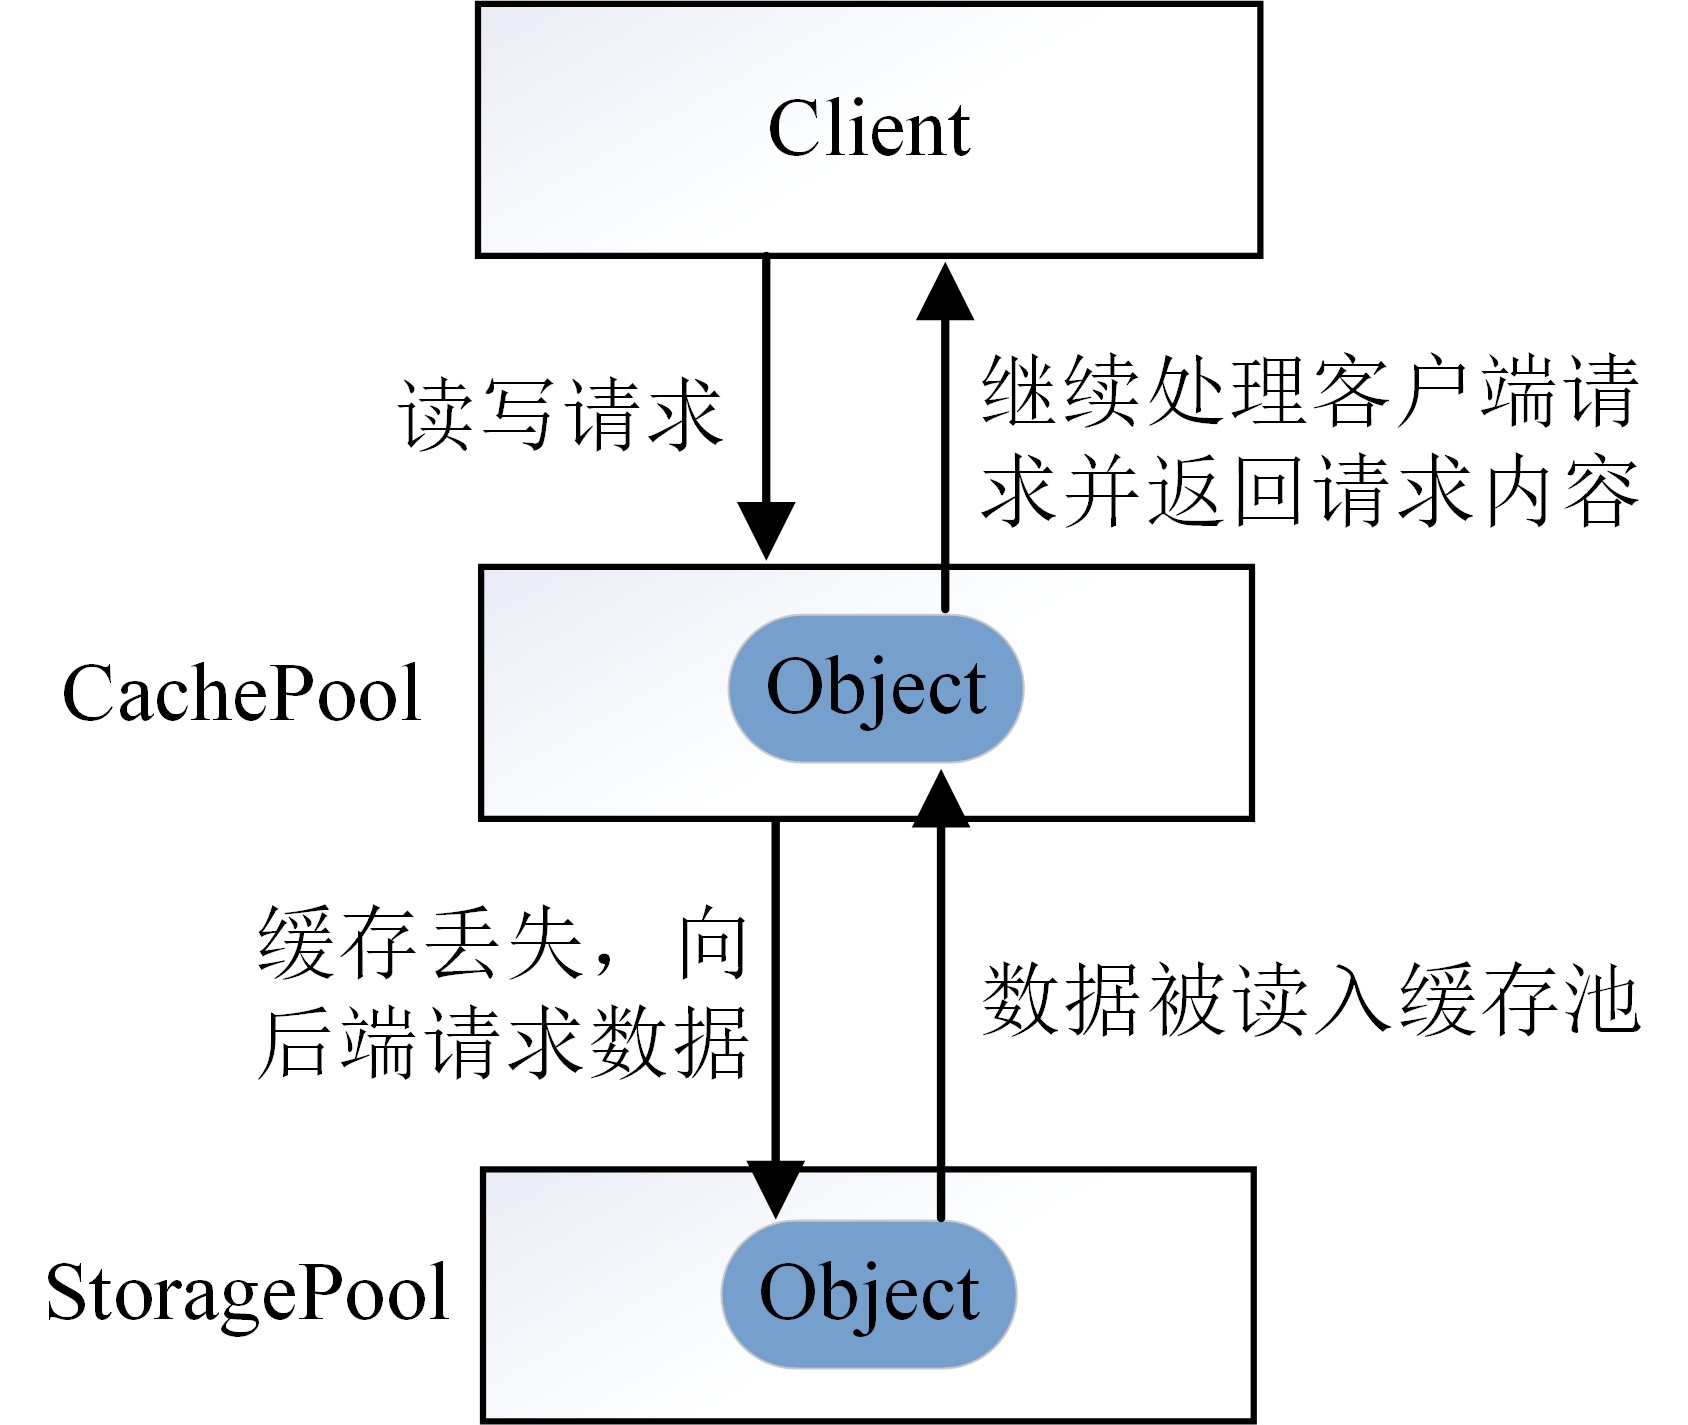 Client
读写请求
继续处理客户端请
求并返回请求内容
CachePool
Object
缓存丢失，向
后端请求数据
数据被读入缓存池
StoragePool
Object